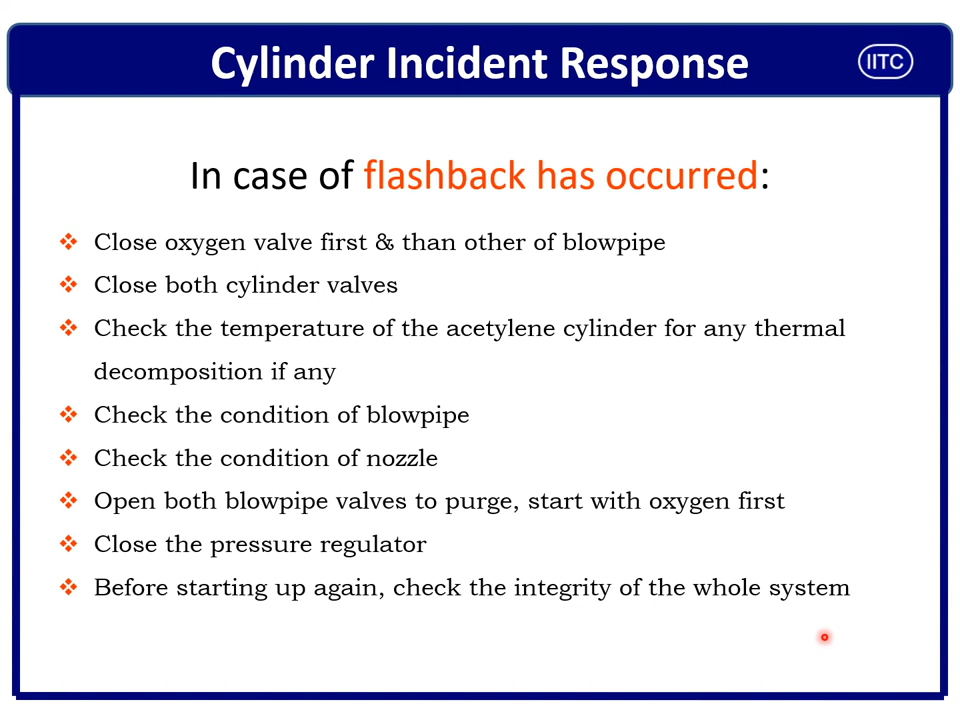 Cylinder Incident Response
IITC
In case of flashback has occurred:
Close oxygen valve first & than other of blowpipe
Close both cylinder valves
Check the temperature of the acetylene cylinder for any thermal
decomposition if any
Check the condition of blowpipe
Check the condition of nozzle
Open both blowpipe valves to purge, start with oxygen first
Close the pressure regulator
Before starting up again, check the integrity of the whole system